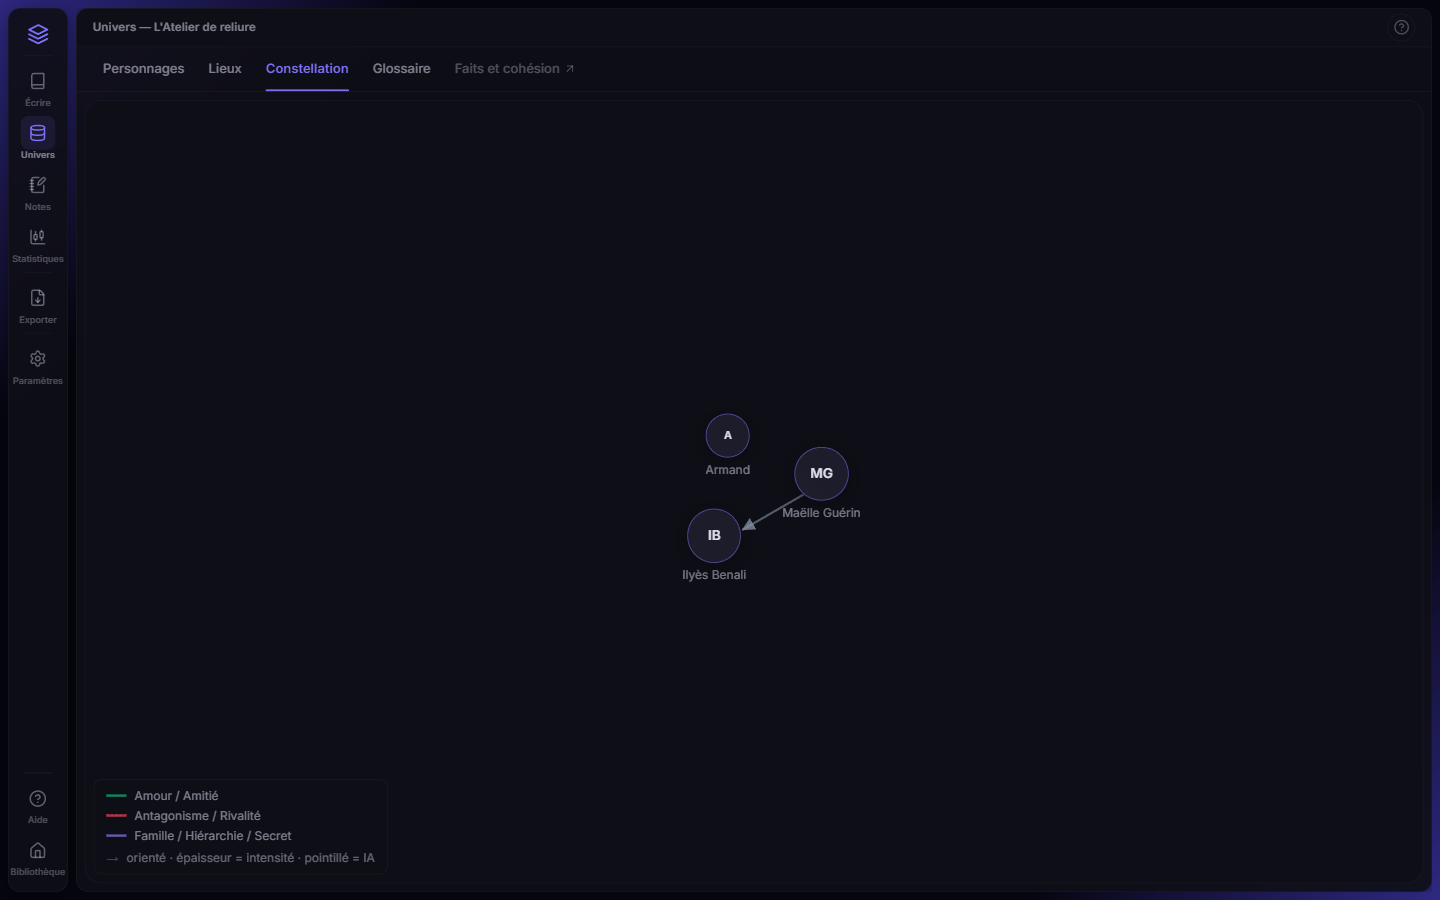 Univers — L'Atelier de reliure
Personnages
Lieux
Constellation
Glossaire
Faits et cohésion ↗
Écrire
Univers
Notes
Statistiques
Exporter
Paramètres
A
Armand
MG
Maëlle Guérin
IB
Ilyès Benali
Amour / Amitié
Antagonisme / Rivalité
Famille / Hiérarchie / Secret
→ orienté · épaisseur = intensité · pointillé = IA
Aide
Bibliothèque